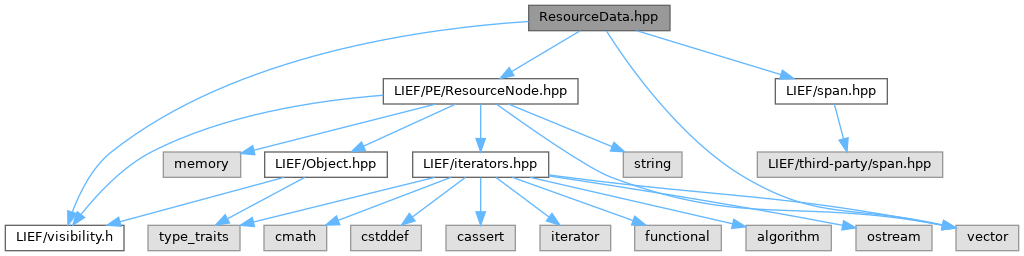 ResourceData.hpp
LIEF/PE/ResourceNode.hpp
LIEF/span.hpp
memory
LIEF/Object.hpp
LIEF/iterators.hpp
string
LIEF/third-party/span.hpp
LIEF/visibility.h
type_traits
cmath
cstddef
cassert
iterator
functional
algorithm
ostream
vector